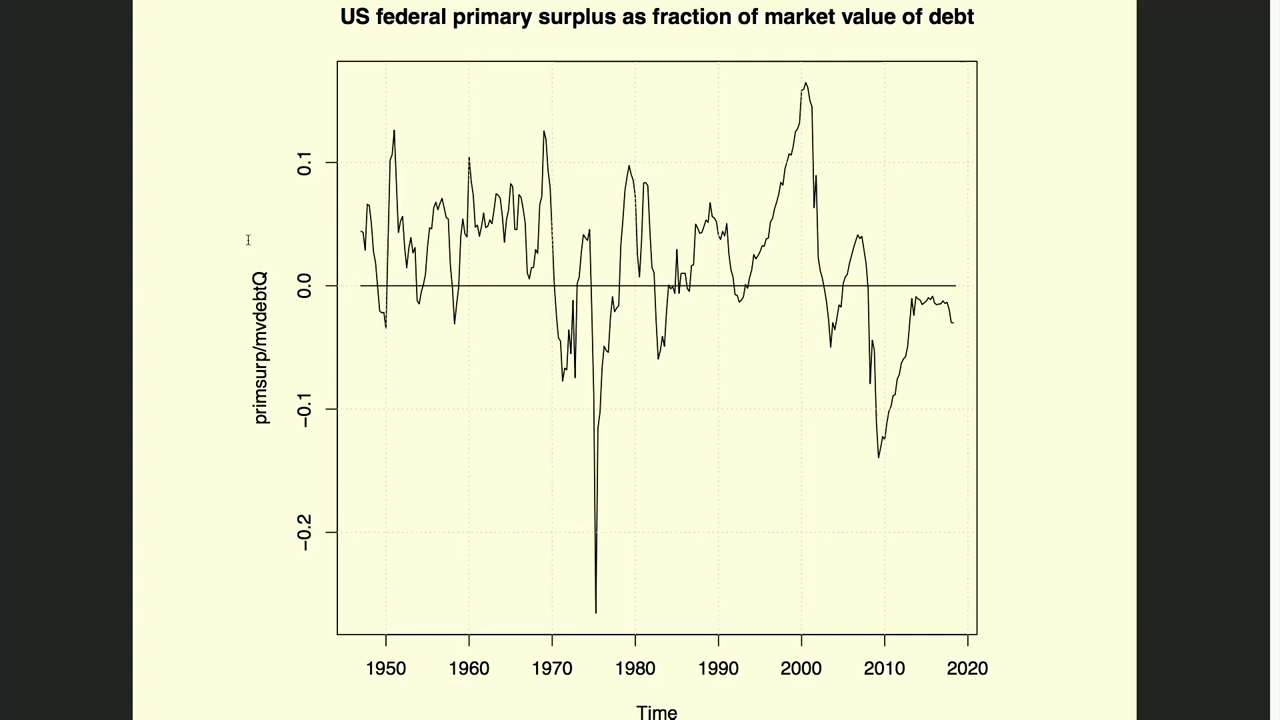 US federal primary surplus as fraction of market value of debt
primsurp/mvdebtQ
0.1
0.0
−0.1
−0.2
1950 1960 1970 1980 1990 2000 2010 2020
Time